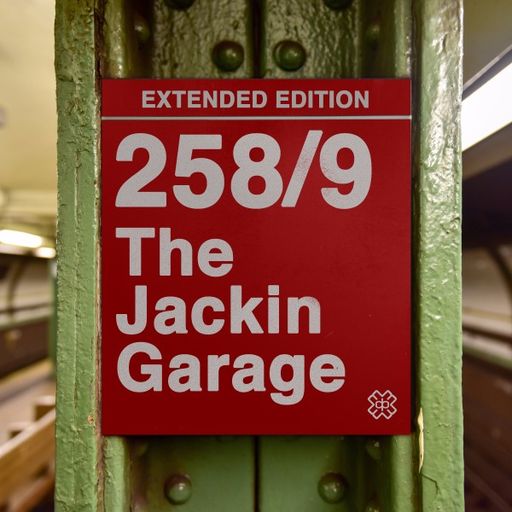 EXTENDED EDITION
258/9
The
Jackin
Garage